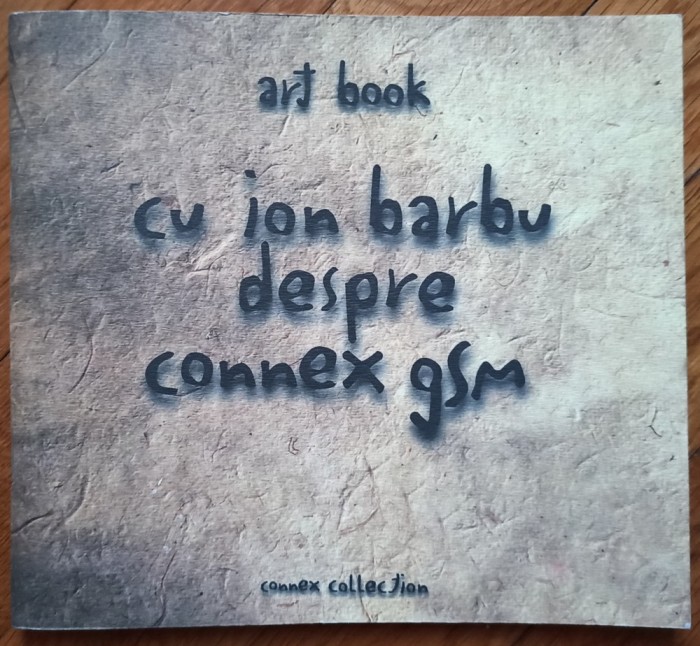 art book
cu ion barbu
despre
connex gsm
connex collection